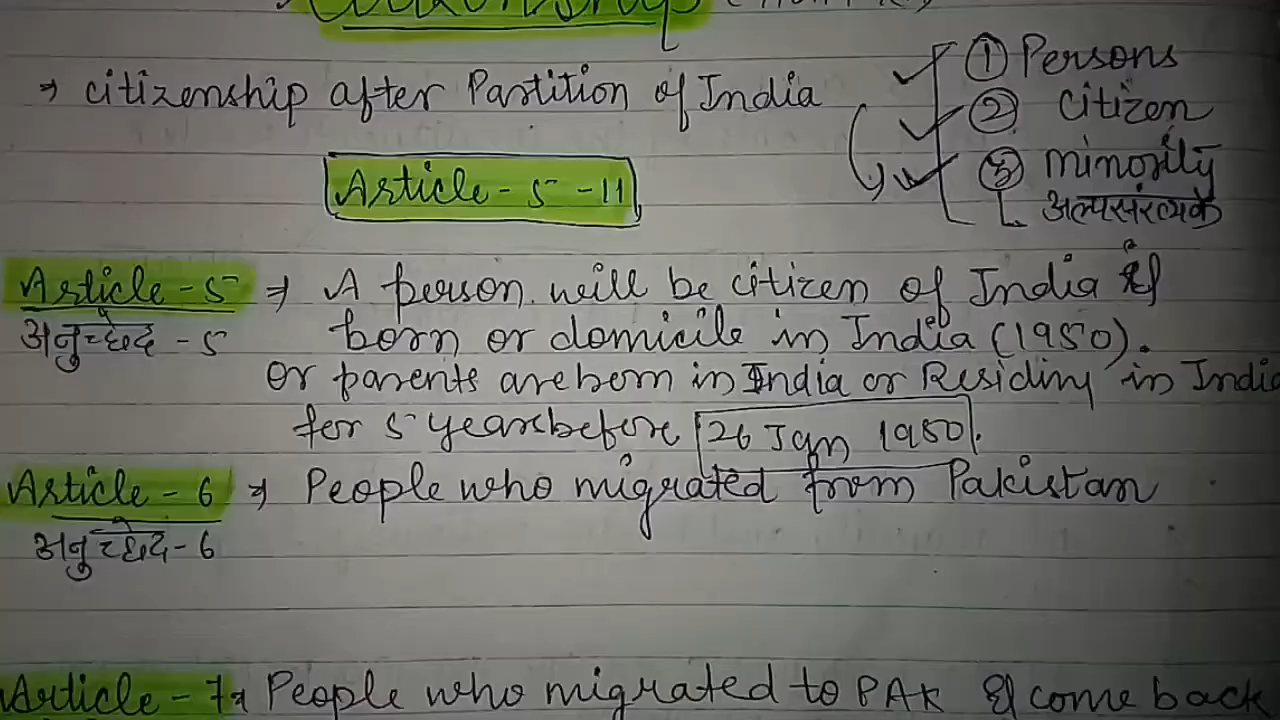 ① Persons
→ citizenship after Partition of India
② citizen
③ minority
अल्पसंख्यक
Article - 5 - 11
Article - 5 → A person will be citizen of India if
अनुच्छेद - 5 born or domicile in India (1950).
or parents are born in India or Residing in India
for 5 years before 26 Jan 1950.
Article - 6 → People who migrated from Pakistan
अनुच्छेद - 6
Article - 7 → People who migrated to PAK & come back